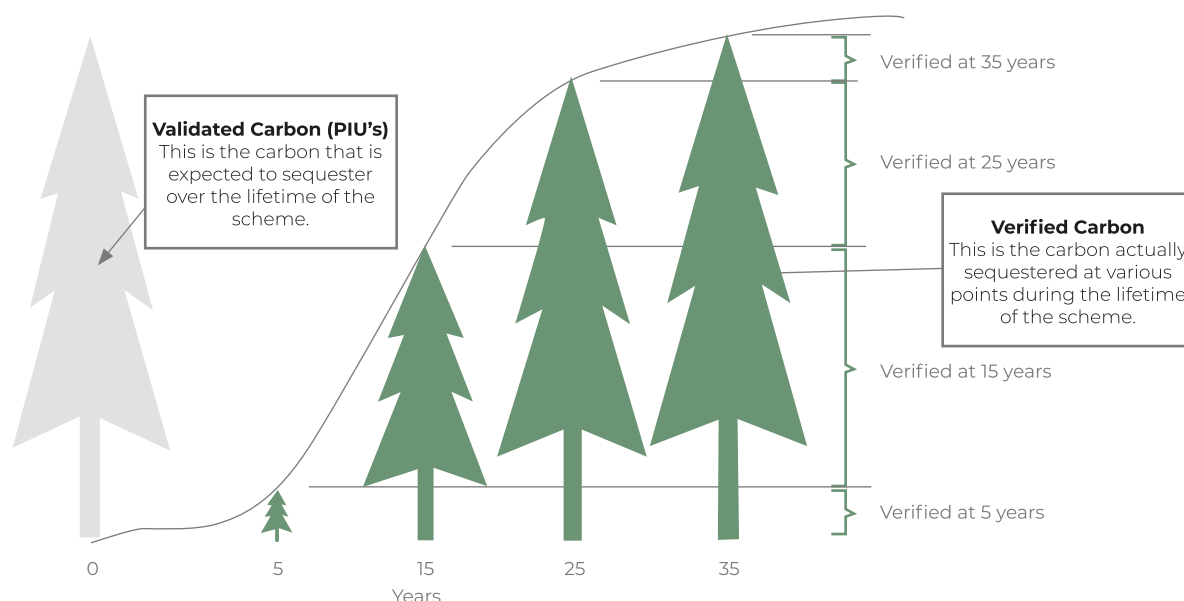 Validated Carbon (PIU’s)
This is the carbon that is
expected to sequester
over the lifetime of the
scheme.
Verified at 35 years
Verified at 25 years
Verified Carbon
This is the carbon actually
sequestered at various
points during the lifetime
of the scheme.
Verified at 15 years
Verified at 5 years
0 5 15 25 35
Years